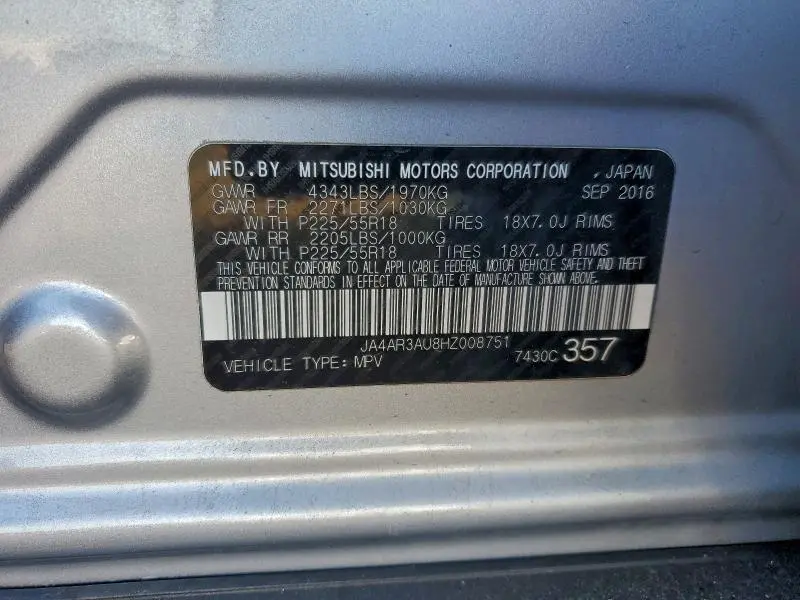 MFD.BY MITSUBISHI MOTORS CORPORATION , JAPAN
GVWR 4343LBS/1970KG SEP 2016
GAWR FR 2271LBS/1030KG
WITH P225/55R18 TIRES 18X7.0J RIMS
GAWR RR 2205LBS/1000KG
WITH P225/55R18 TIRES 18X7.0J RIMS
THIS VEHICLE CONFORMS TO ALL APPLICABLE FEDERAL MOTOR VEHICLE SAFETY AND THEFT
PREVENTION STANDARDS IN EFFECT ON THE DATE OF MANUFACTURE SHOWN ABOVE.
JA4AR3AU8HZ008751
VEHICLE TYPE: MPV 7430C 357